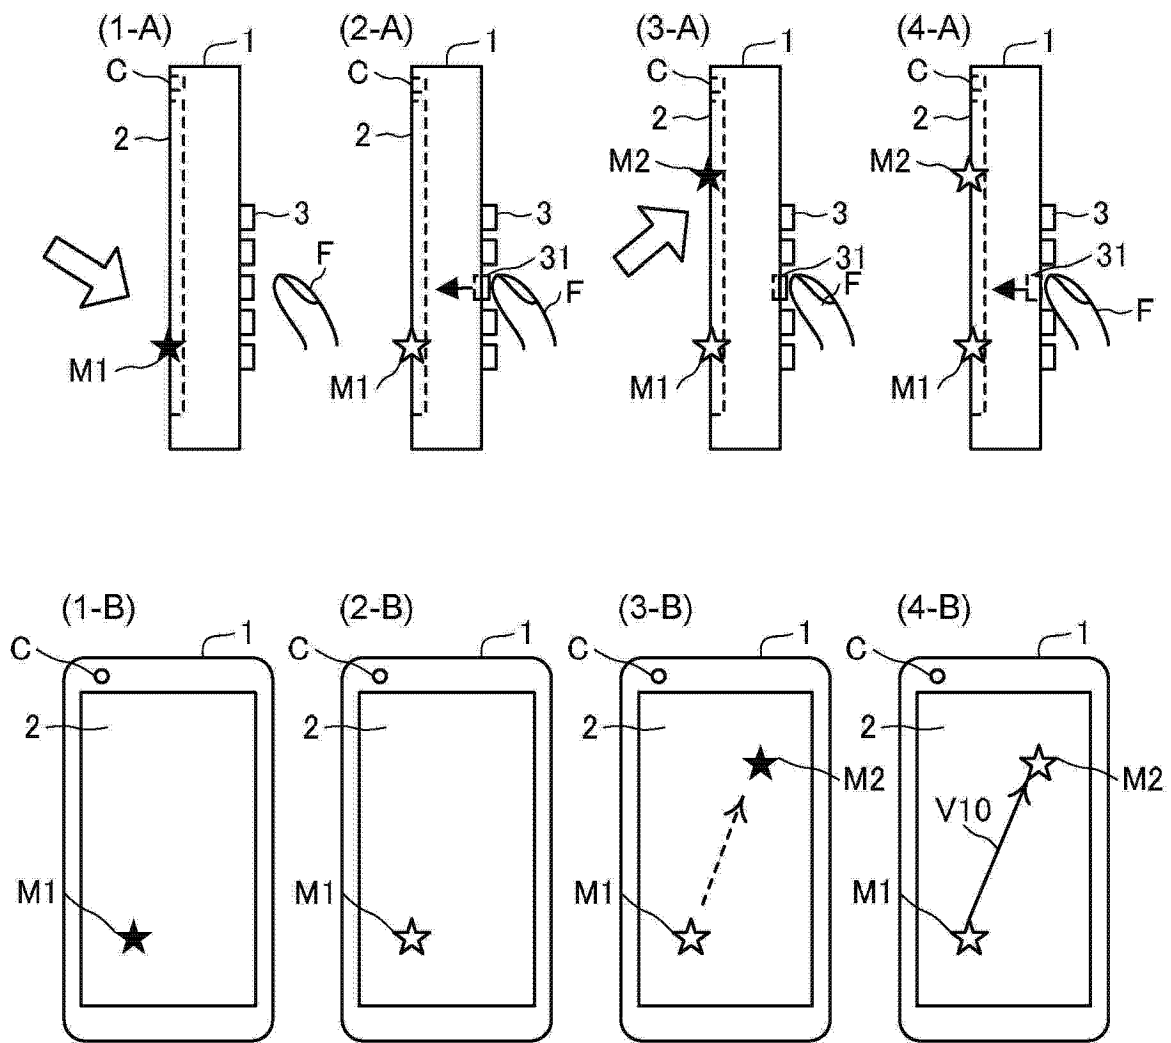 (1-A) (2-A) (3-A) (4-A)
1 1 1 1
C C C C
2 2 2 2
M2 M2
3 3 3 3
F 31 F 31 F 31 F
M1 M1 M1 M1
(1-B) (2-B) (3-B) (4-B)
C 1 C 1 C 1 C 1
2 2 2 2
M2 M2
V10
M1 M1 M1 M1